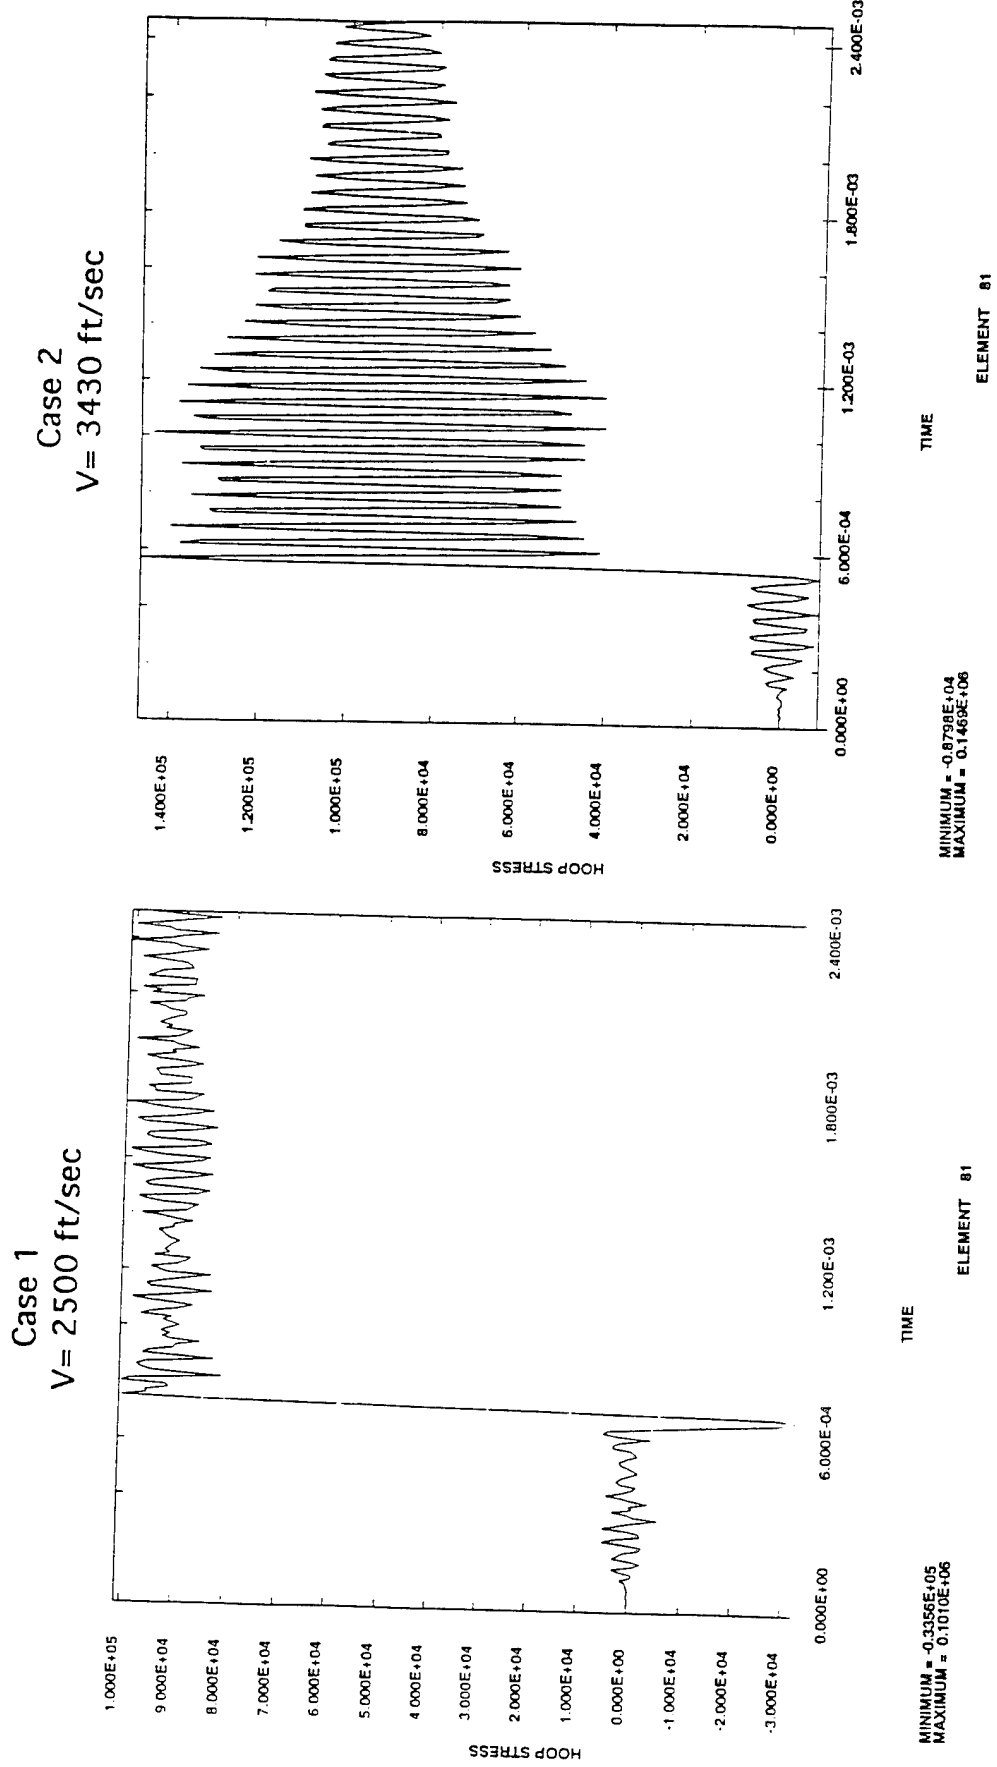 Case 1
V= 2500 ft/sec
HOOP STRESS
1.000E+05
9.000E+04
8.000E+04
7.000E+04
6.000E+04
5.000E+04
4.000E+04
3.000E+04
2.000E+04
1.000E+04
0.000E+00
-1.000E+04
-2.000E+04
-3.000E+04
0.000E+00
6.000E-04
1.200E-03
1.800E-03
2.400E-03
TIME
MINIMUM = -0.3356E+05
MAXIMUM = 0.1010E+06
ELEMENT 81
Case 2
V= 3430 ft/sec
HOOP STRESS
1.400E+05
1.200E+05
1.000E+05
8.000E+04
6.000E+04
4.000E+04
2.000E+04
0.000E+00
0.000E+00
6.000E-04
1.200E-03
1.800E-03
2.400E-03
TIME
MINIMUM = -0.8798E+04
MAXIMUM = 0.1469E+06
ELEMENT 81